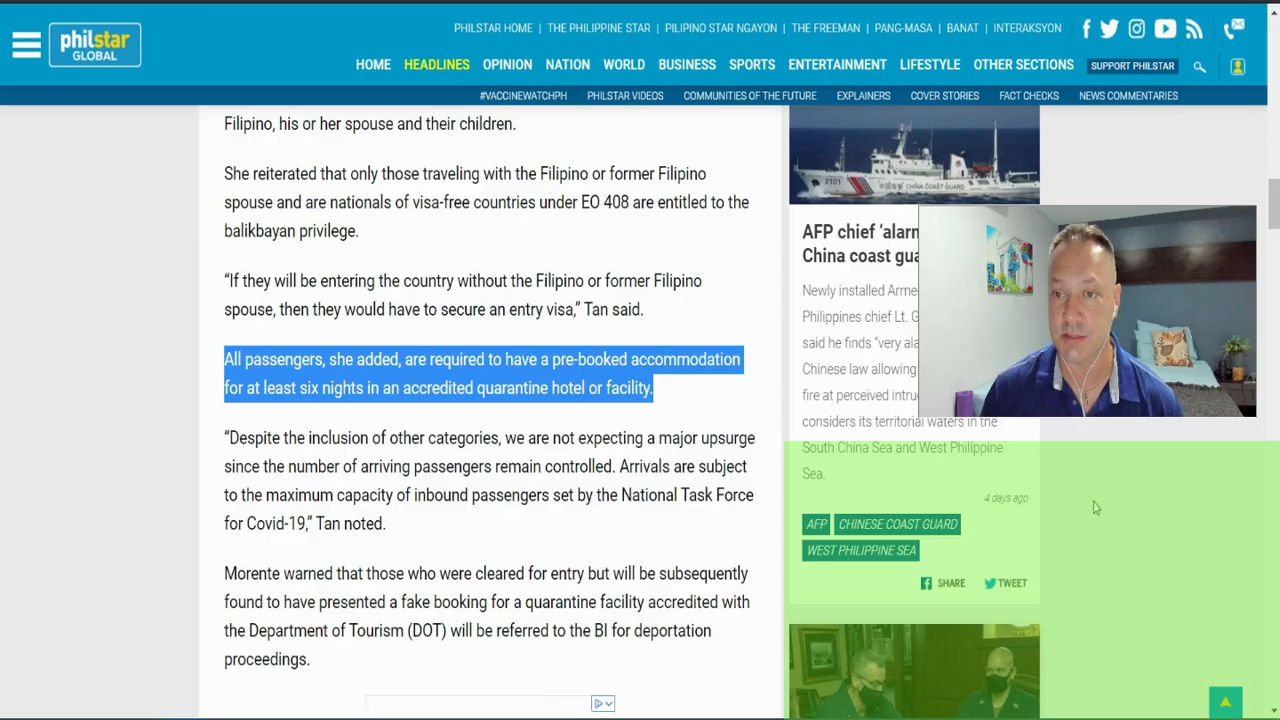 PHILSTAR HOME | THE PHILIPPINE STAR | PILIPINO STAR NGAYON | THE FREEMAN | PANG-MASA | BANAT | INTERAKSYON
philstar
GLOBAL
HOME HEADLINES OPINION NATION WORLD BUSINESS SPORTS ENTERTAINMENT LIFESTYLE OTHER SECTIONS SUPPORT PHILSTAR
#VACCINEWATCHPH PHILSTAR VIDEOS COMMUNITIES OF THE FUTURE EXPLAINERS COVER STORIES FACT CHECKS NEWS COMMENTARIES
Filipino, his or her spouse and their children.
She reiterated that only those traveling with the Filipino or former Filipino
spouse and are nationals of visa-free countries under EO 408 are entitled to the
balikbayan privilege.
“If they will be entering the country without the Filipino or former Filipino
spouse, then they would have to secure an entry visa,” Tan said.
All passengers, she added, are required to have a pre-booked accommodation
for at least six nights in an accredited quarantine hotel or facility.
“Despite the inclusion of other categories, we are not expecting a major upsurge
since the number of arriving passengers remain controlled. Arrivals are subject
to the maximum capacity of inbound passengers set by the National Task Force
for Covid-19,” Tan noted.
Morente warned that those who were cleared for entry but will be subsequently
found to have presented a fake booking for a quarantine facility accredited with
the Department of Tourism (DOT) will be referred to the BI for deportation
proceedings.
2101 CHINA COAST GUARD
AFP chief ‘alar
China coast gua
Newly installed Arme
Philippines chief Lt. G
said he finds “very ala
Chinese law allowing
fire at perceived intru
considers its territorial waters in the
South China Sea and West Philippine
Sea.
4 days ago
AFP CHINESE COAST GUARD
WEST PHILIPPINE SEA
SHARE TWEET